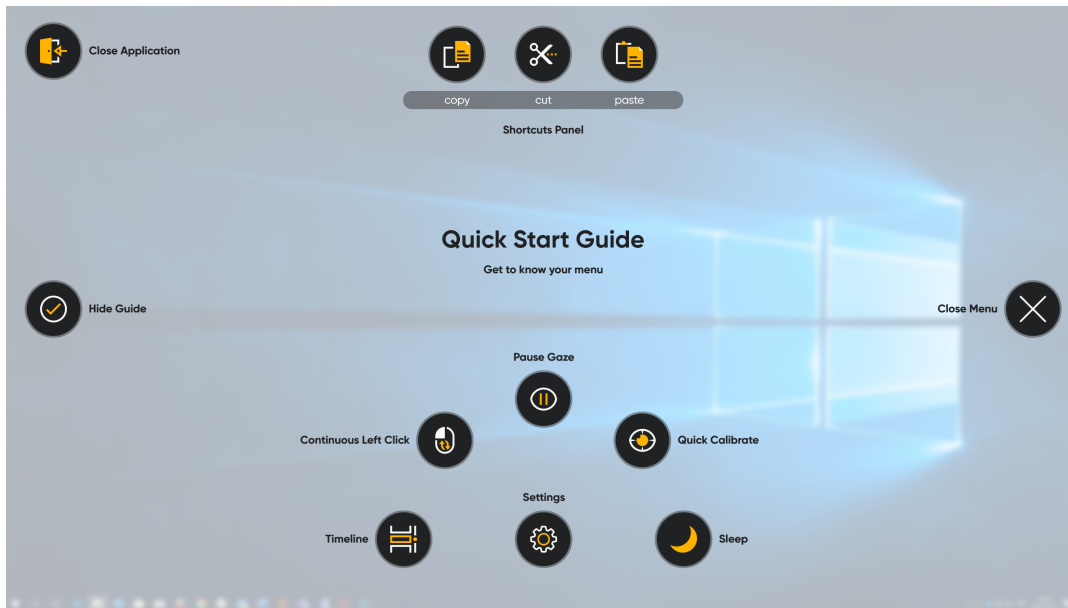 Close Application
copy
cut
paste
Shortcuts Panel
Quick Start Guide
Get to know your menu
Hide Guide
Close Menu
Pause Gaze
Continuous Left Click
Quick Calibrate
Settings
Timeline
Sleep